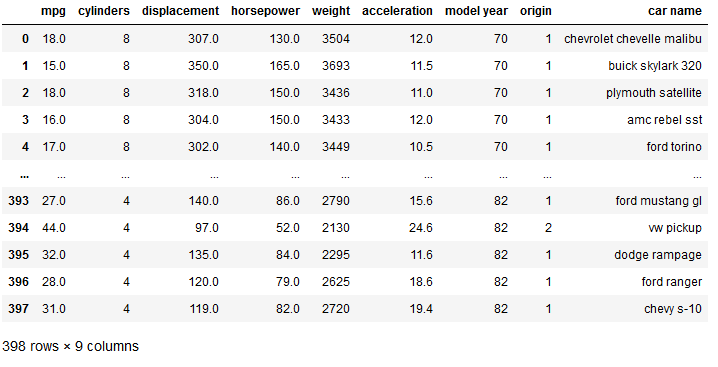 mpg cylinders displacement horsepower weight acceleration model year origin car name
0 18.0 8 307.0 130.0 3504 12.0 70 1 chevrolet chevelle malibu
1 15.0 8 350.0 165.0 3693 11.5 70 1 buick skylark 320
2 18.0 8 318.0 150.0 3436 11.0 70 1 plymouth satellite
3 16.0 8 304.0 150.0 3433 12.0 70 1 amc rebel sst
4 17.0 8 302.0 140.0 3449 10.5 70 1 ford torino
... ... ... ... ... ... ... ... ... ...
393 27.0 4 140.0 86.0 2790 15.6 82 1 ford mustang gl
394 44.0 4 97.0 52.0 2130 24.6 82 2 vw pickup
395 32.0 4 135.0 84.0 2295 11.6 82 1 dodge rampage
396 28.0 4 120.0 79.0 2625 18.6 82 1 ford ranger
397 31.0 4 119.0 82.0 2720 19.4 82 1 chevy s-10
398 rows × 9 columns